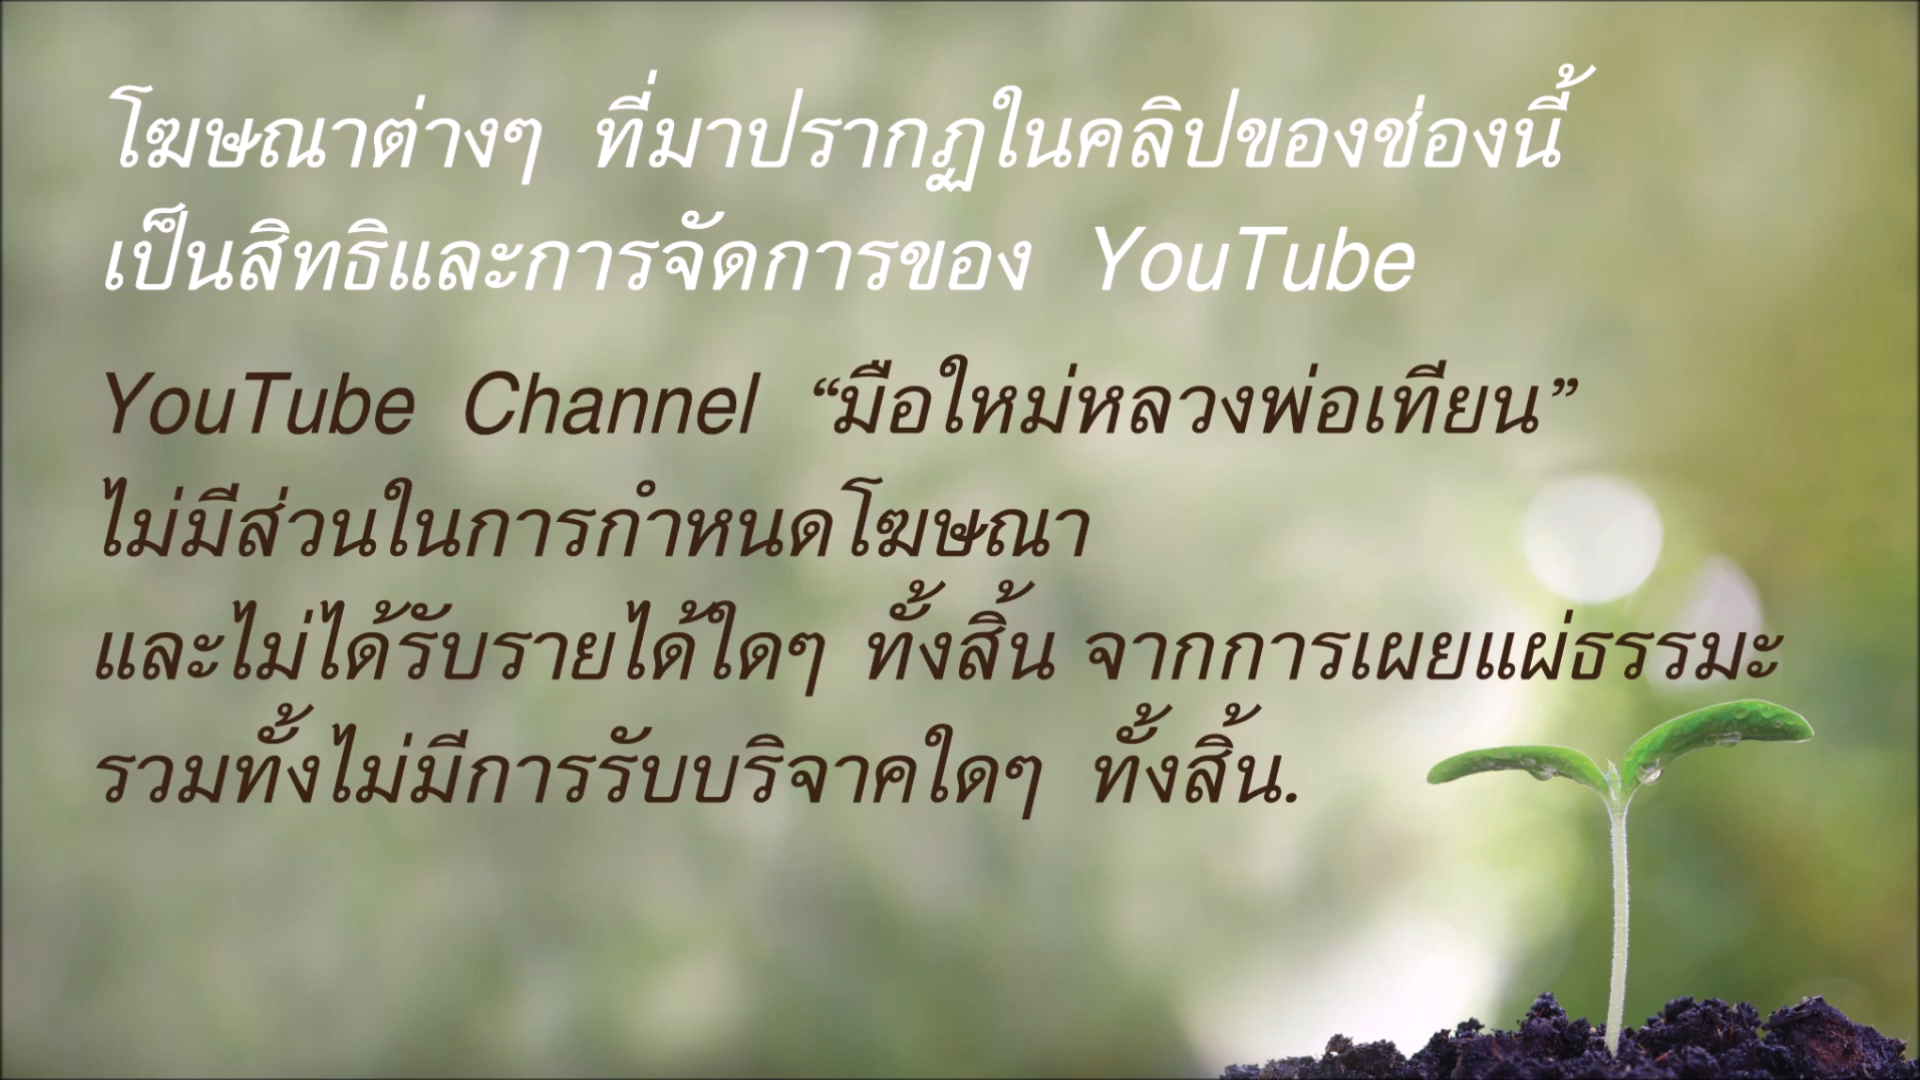 โฆษณาต่างๆ ที่มาปรากฏในคลิปของช่องนี้
เป็นสิทธิและการจัดการของ YouTube
YouTube Channel “มือใหม่หลวงพ่อเทียน”
ไม่มีส่วนในการกำหนดโฆษณา
และไม่ได้รับรายได้ใดๆ ทั้งสิ้น จากการเผยแผ่ธรรมะ
รวมทั้งไม่มีการรับบริจาคใดๆ ทั้งสิ้น.